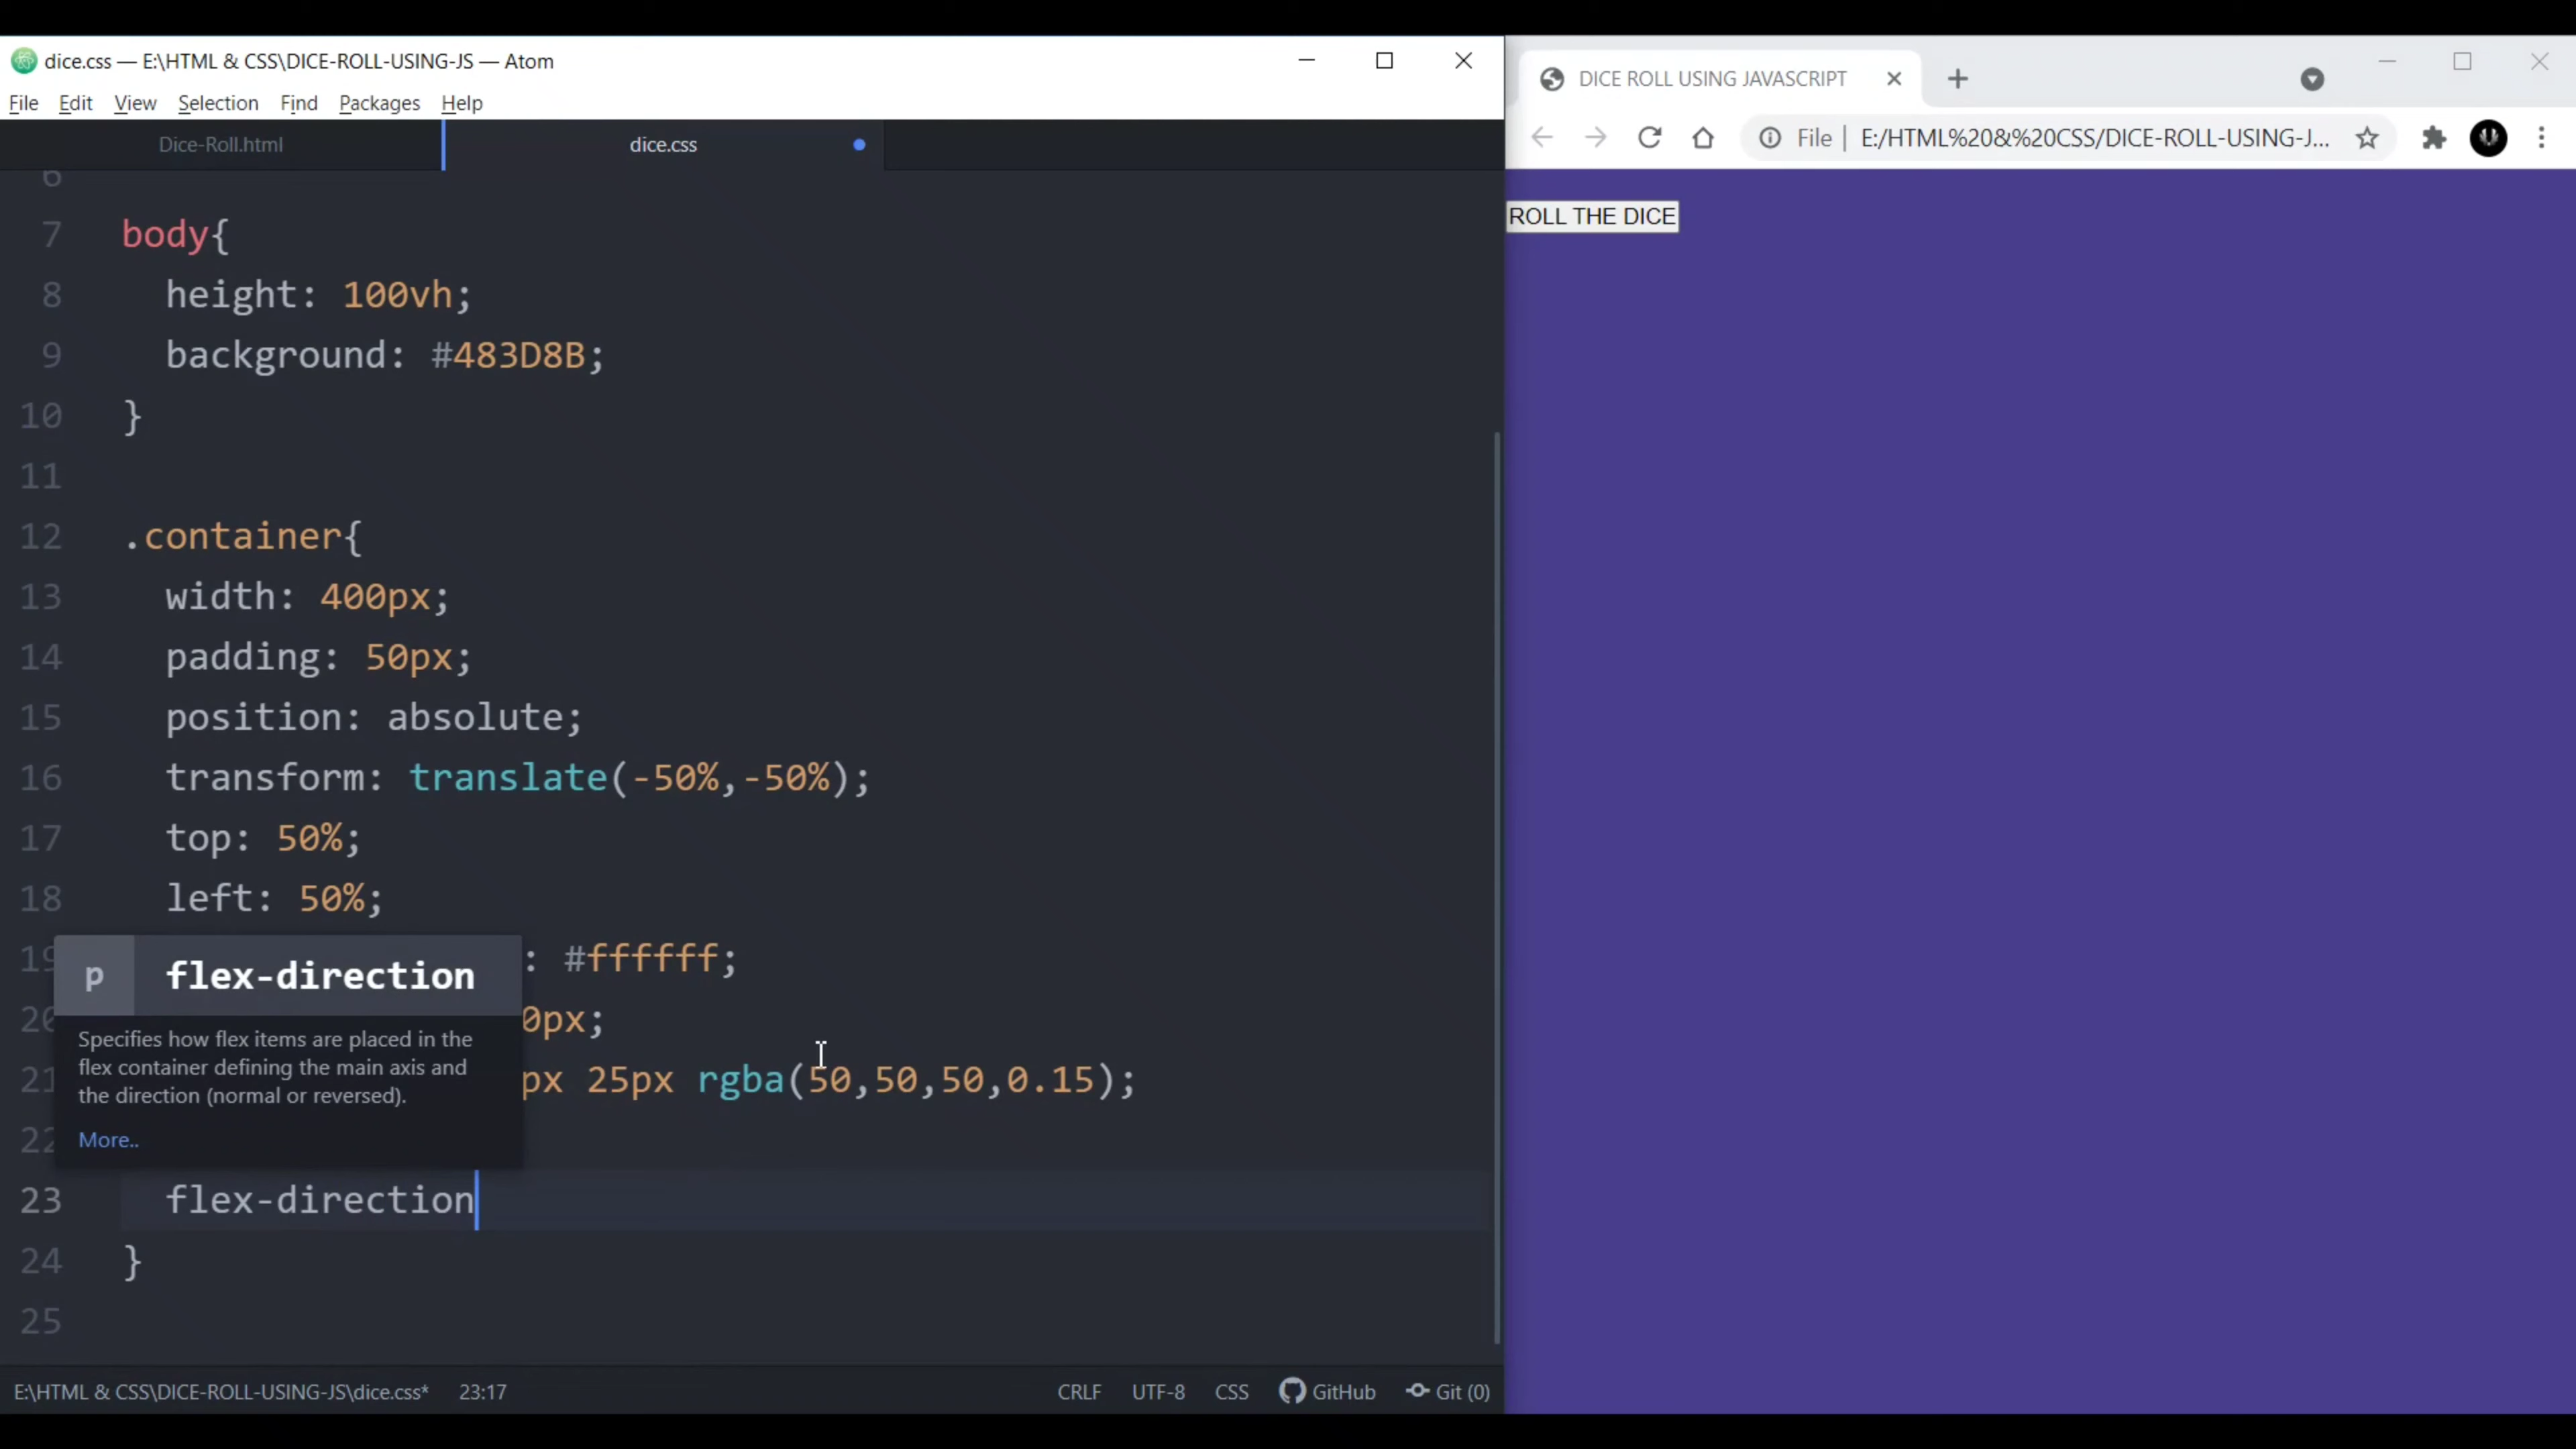 dice.css — E:\HTML & CSS\DICE-ROLL-USING-JS — Atom
File Edit View Selection Find Packages Help
Dice-Roll.html dice.css
6
7 body{
8 height: 100vh;
9 background: #483D8B;
10 }
11
12 .container{
13 width: 400px;
14 padding: 50px;
15 position: absolute;
16 transform: translate(-50%,-50%);
17 top: 50%;
18 left: 50%;
19 : #ffffff;
20 0px;
21 px 25px rgba(50,50,50,0.15);
22
p flex-direction
Specifies how flex items are placed in the
flex container defining the main axis and
the direction (normal or reversed).
More..
23 flex-direction
24 }
25
E:\HTML & CSS\DICE-ROLL-USING-JS\dice.css* 23:17 CRLF UTF-8 CSS GitHub Git (0)
DICE ROLL USING JAVASCRIPT
File E:/HTML%20&%20CSS/DICE-ROLL-USING-J...
ROLL THE DICE